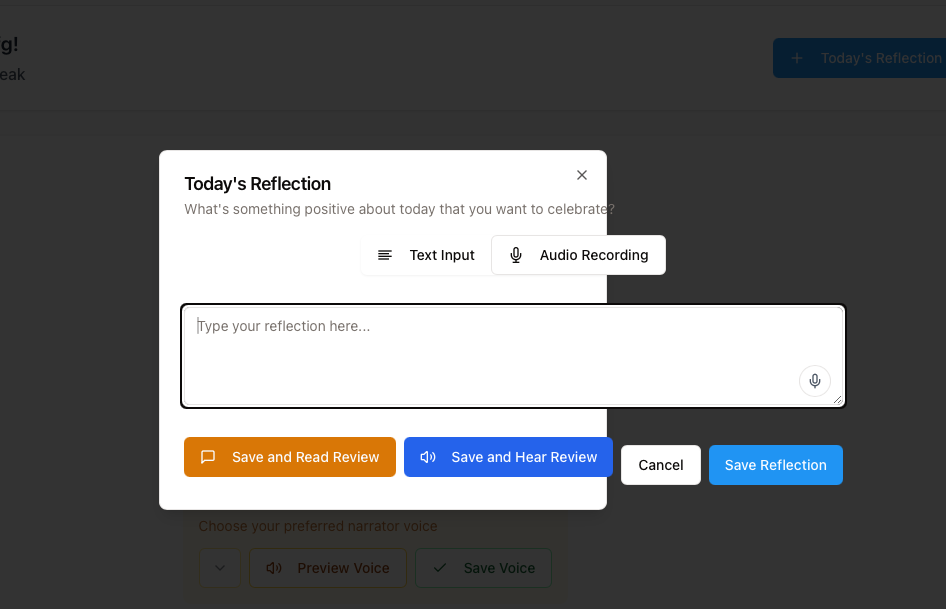 g!
eak
Today's Reflection
Today's Reflection
What's something positive about today that you want to celebrate?
Text Input
Audio Recording
Type your reflection here...
Save and Read Review
Save and Hear Review
Cancel
Save Reflection
Choose your preferred narrator voice
Preview Voice
Save Voice